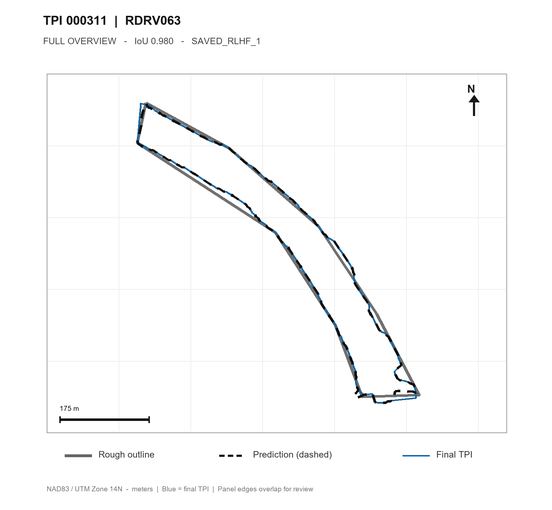 TPI 000311 | RDRV063
FULL OVERVIEW - IoU 0.980 - SAVED_RLHF_1
N
175 m
Rough outline Prediction (dashed) Final TPI
NAD83 / UTM Zone 14N - meters | Blue = final TPI | Panel edges overlap for review